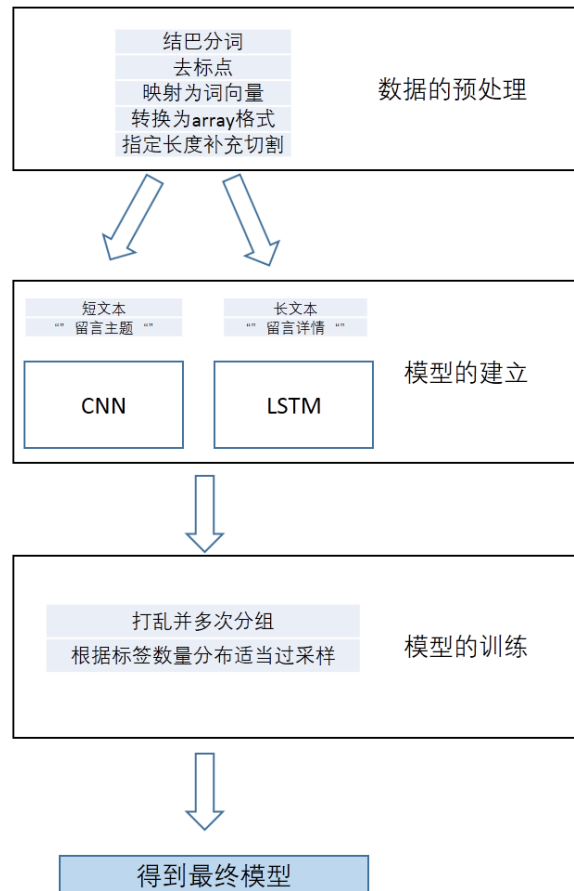 结巴分词
去标点
映射为词向量
转换为array格式
指定长度补充切割
数据的预处理
短文本
“” 留言主题 “”
长文本
“” 留言详情 “”
CNN
LSTM
模型的建立
打乱并多次分组
根据标签数量分布适当过采样
模型的训练
得到最终模型